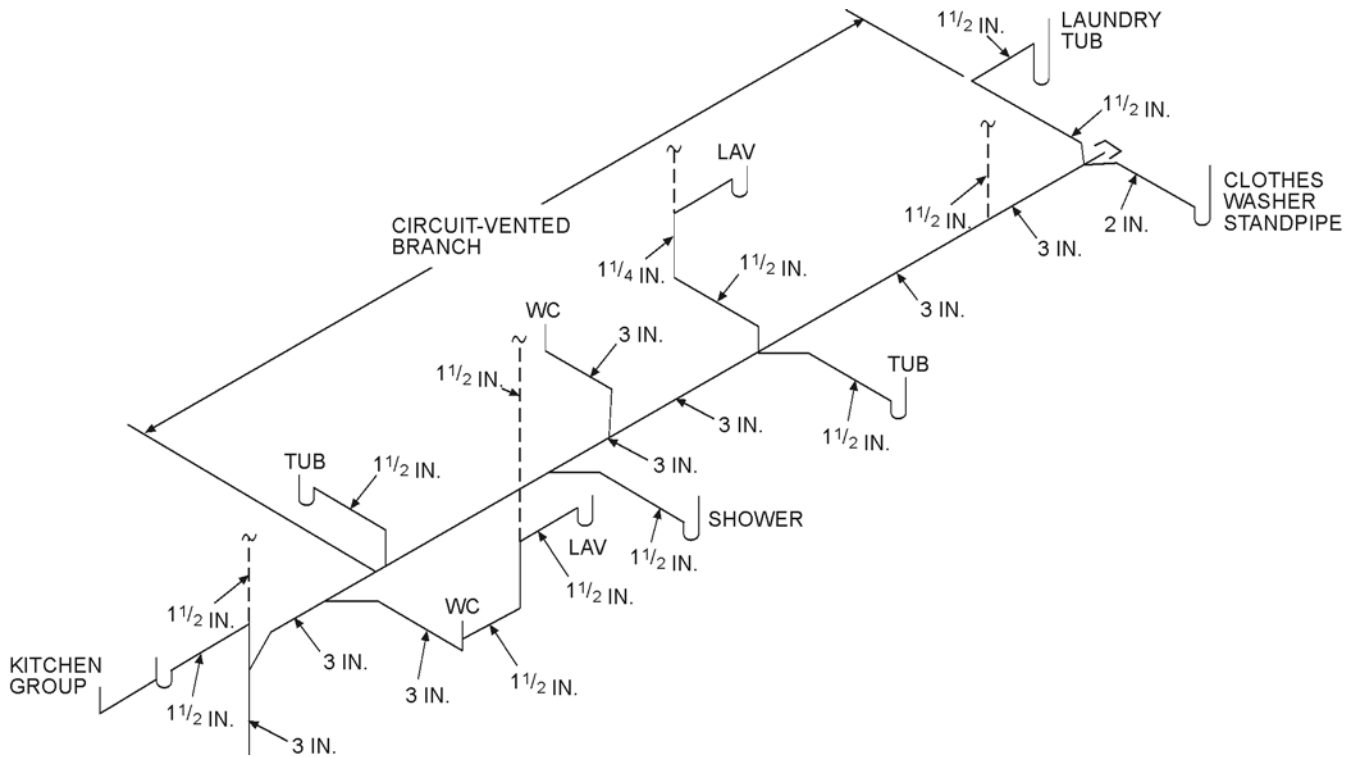 1 1/2 IN.
LAUNDRY
TUB
1 1/2 IN.
LAV
CLOTHES
WASHER
STANDPIPE
1 1/2 IN.
2 IN.
3 IN.
CIRCUIT-VENTED
BRANCH
1 1/4 IN.
1 1/2 IN.
3 IN.
WC
3 IN.
TUB
1 1/2 IN.
3 IN.
1 1/2 IN.
3 IN.
TUB
1 1/2 IN.
SHOWER
LAV
1 1/2 IN.
1 1/2 IN.
1 1/2 IN.
WC
3 IN.
3 IN.
1 1/2 IN.
KITCHEN
GROUP
1 1/2 IN.
3 IN.